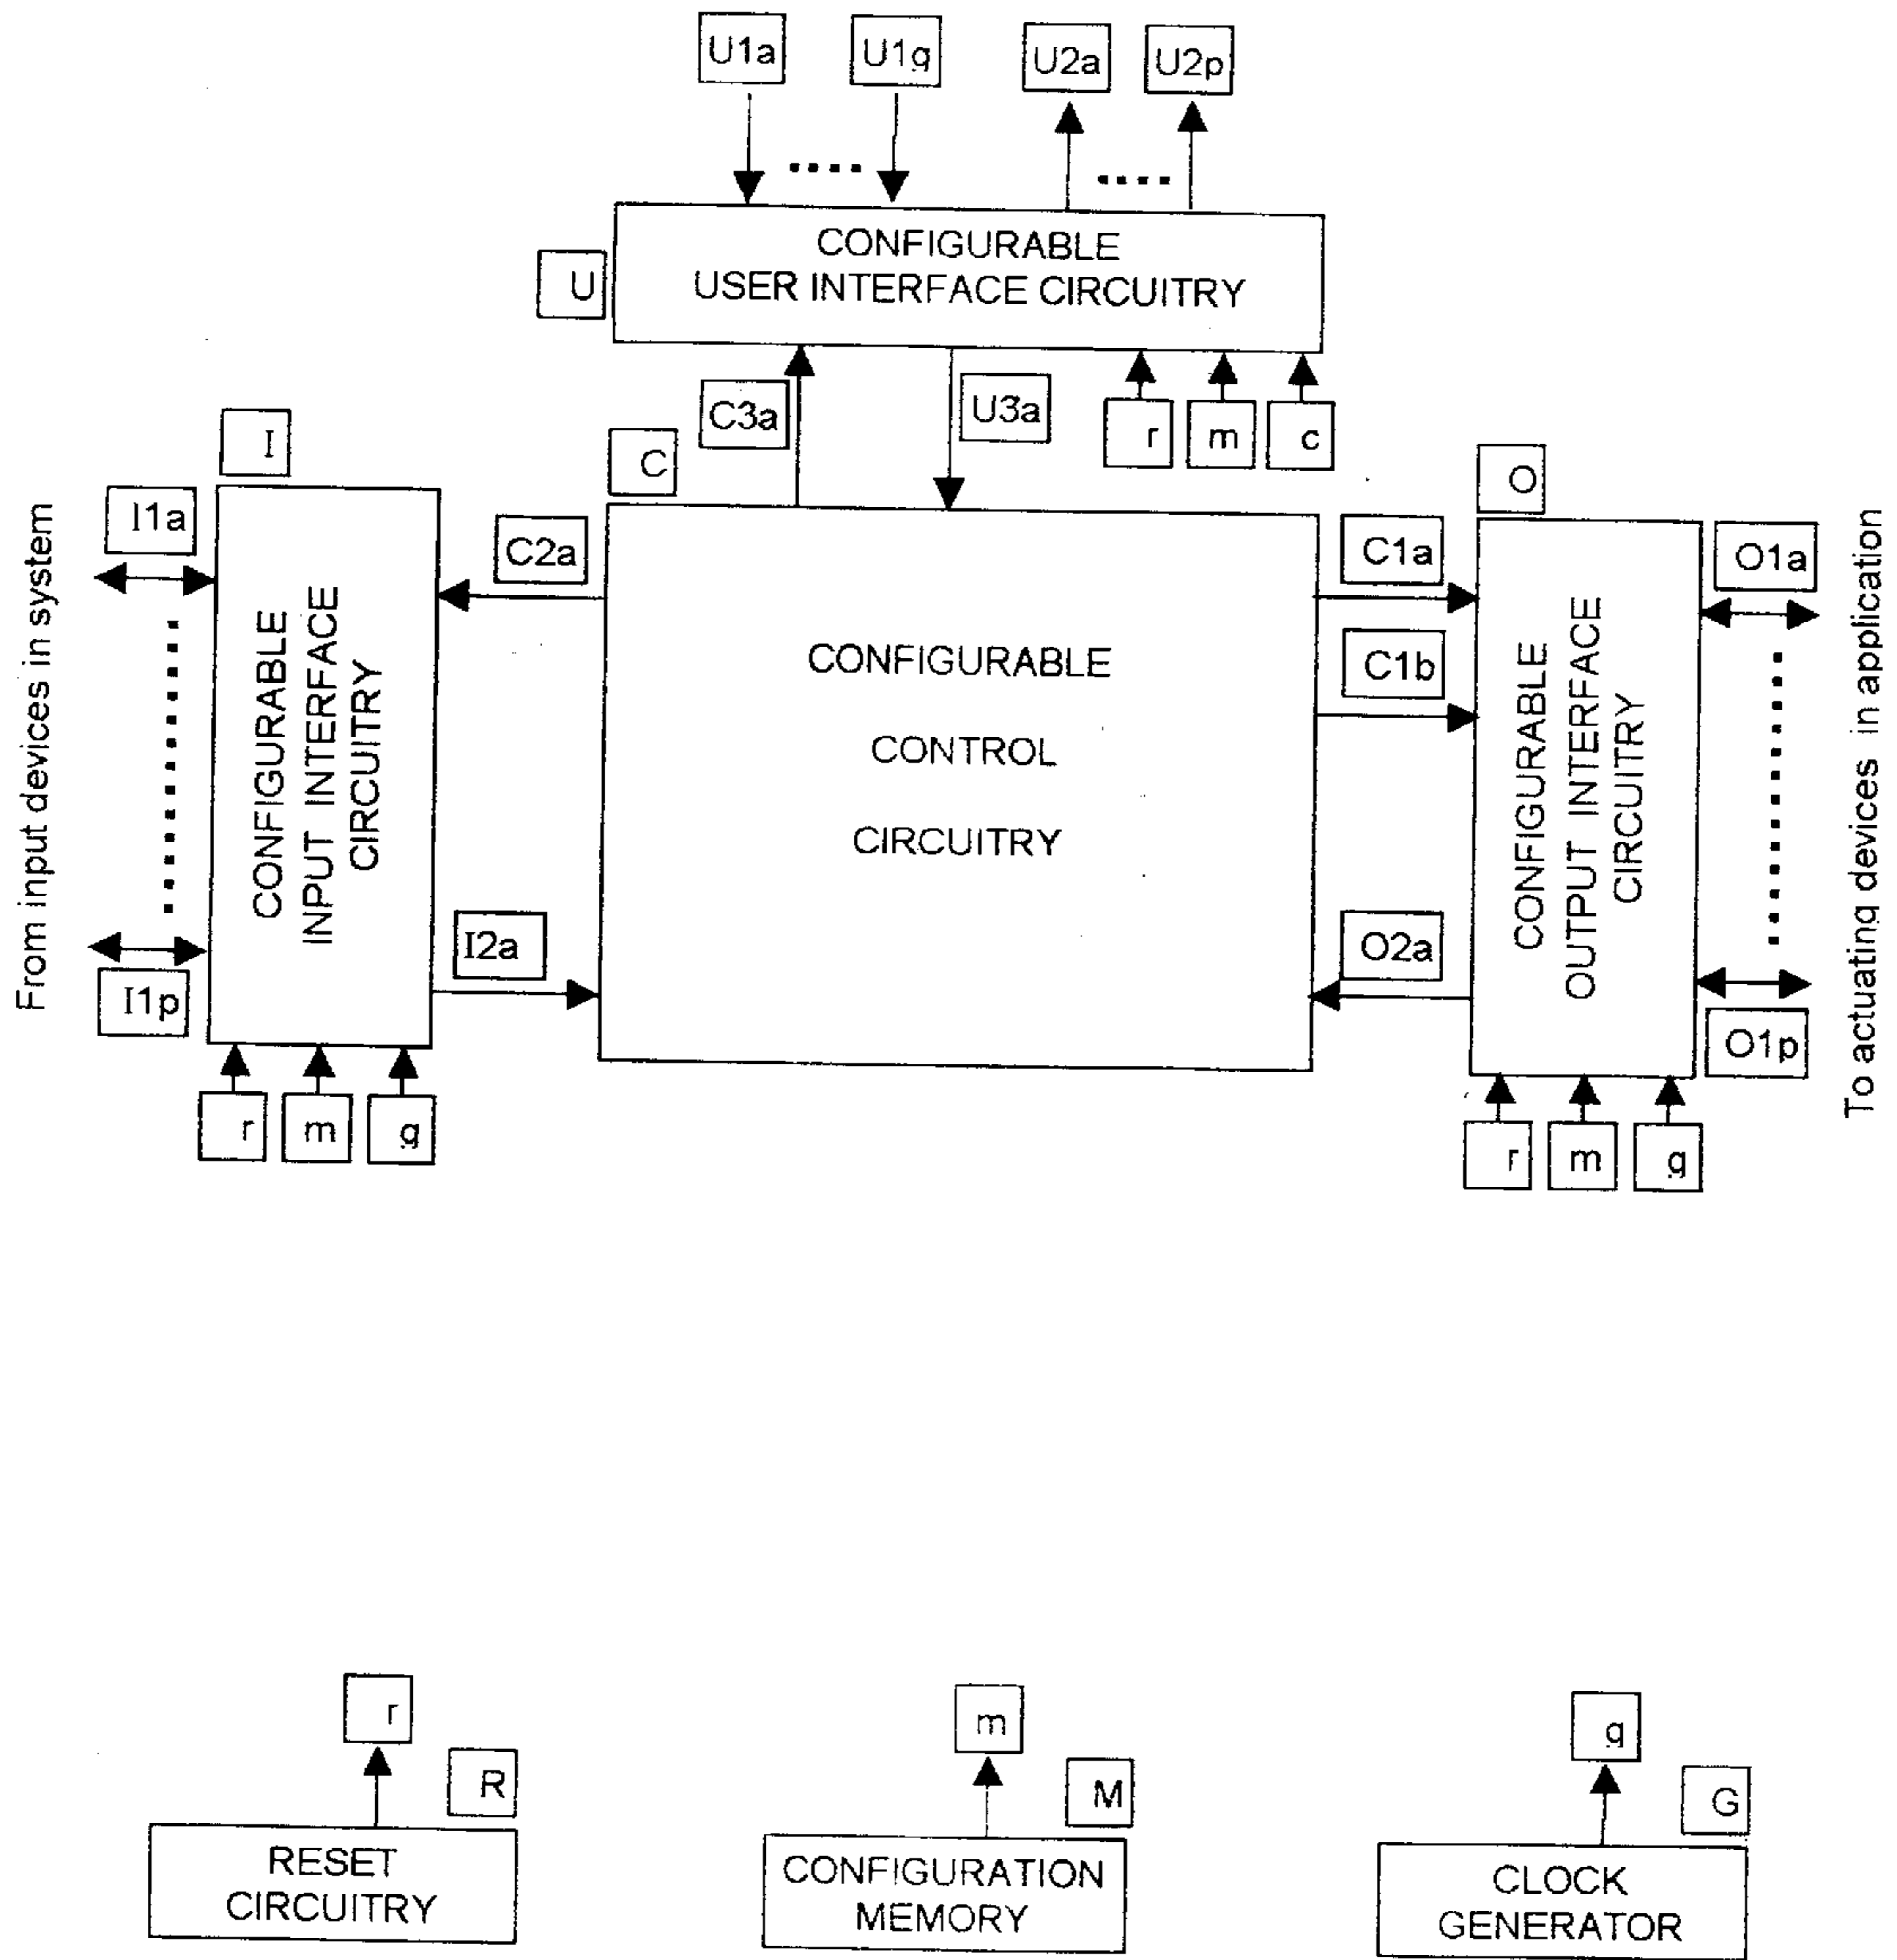 U1a
U1g
U2a
U2p
CONFIGURABLE
USER INTERFACE CIRCUITRY
U
C3a
U3a
r
m
c
I
C
O
From input devices in system
I1a
I1p
CONFIGURABLE
INPUT INTERFACE
CIRCUITRY
C2a
I2a
CONFIGURABLE
CONTROL
CIRCUITRY
C1a
C1b
O2a
CONFIGURABLE
OUTPUT INTERFACE
CIRCUITRY
O1a
O1p
To actuating devices in application
r
m
g
r
m
g
r
R
RESET
CIRCUITRY
m
M
CONFIGURATION
MEMORY
g
G
CLOCK
GENERATOR